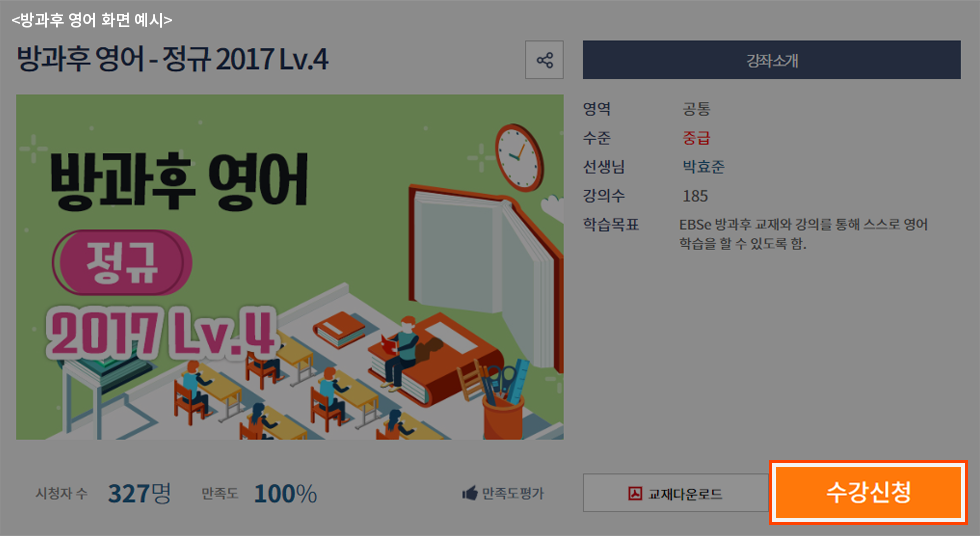 <방과후 영어 화면 예시>
방과후 영어 - 정규 2017 Lv.4
강좌소개
방과후 영어
정규
2017 Lv.4
영역 공통
수준 중급
선생님 박효준
강의수 185
학습목표 EBSe 방과후 교재와 강의를 통해 스스로 영어
학습을 할 수 있도록 함.
시청자 수 327명 만족도 100% 만족도평가
교재다운로드
수강신청